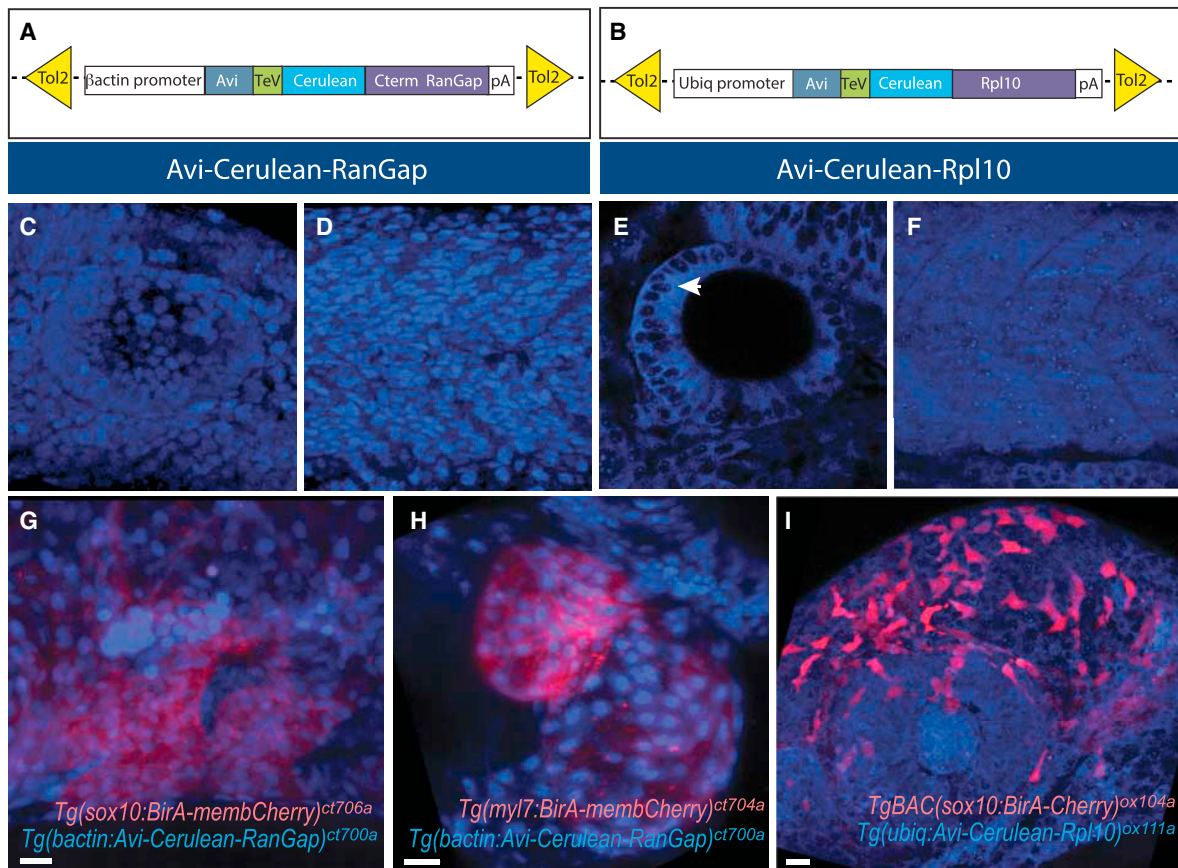 A
Tol2
βactin promoter
Avi
TeV
Cerulean
Cterm RanGap
pA
Tol2
B
Tol2
Ubiq promoter
Avi
TeV
Cerulean
Rpl10
pA
Tol2
Avi-Cerulean-RanGap
Avi-Cerulean-Rpl10
C
D
E
F
G
Tg(sox10:BirA-membCherry)ct706a
Tg(bactin:Avi-Cerulean-RanGap)ct700a
H
Tg(myl7:BirA-membCherry)ct704a
Tg(bactin:Avi-Cerulean-RanGap)ct700a
I
TgBAC(sox10:BirA-Cherry)ox104a
Tg(ubiq:Avi-Cerulean-Rpl10)ox111a